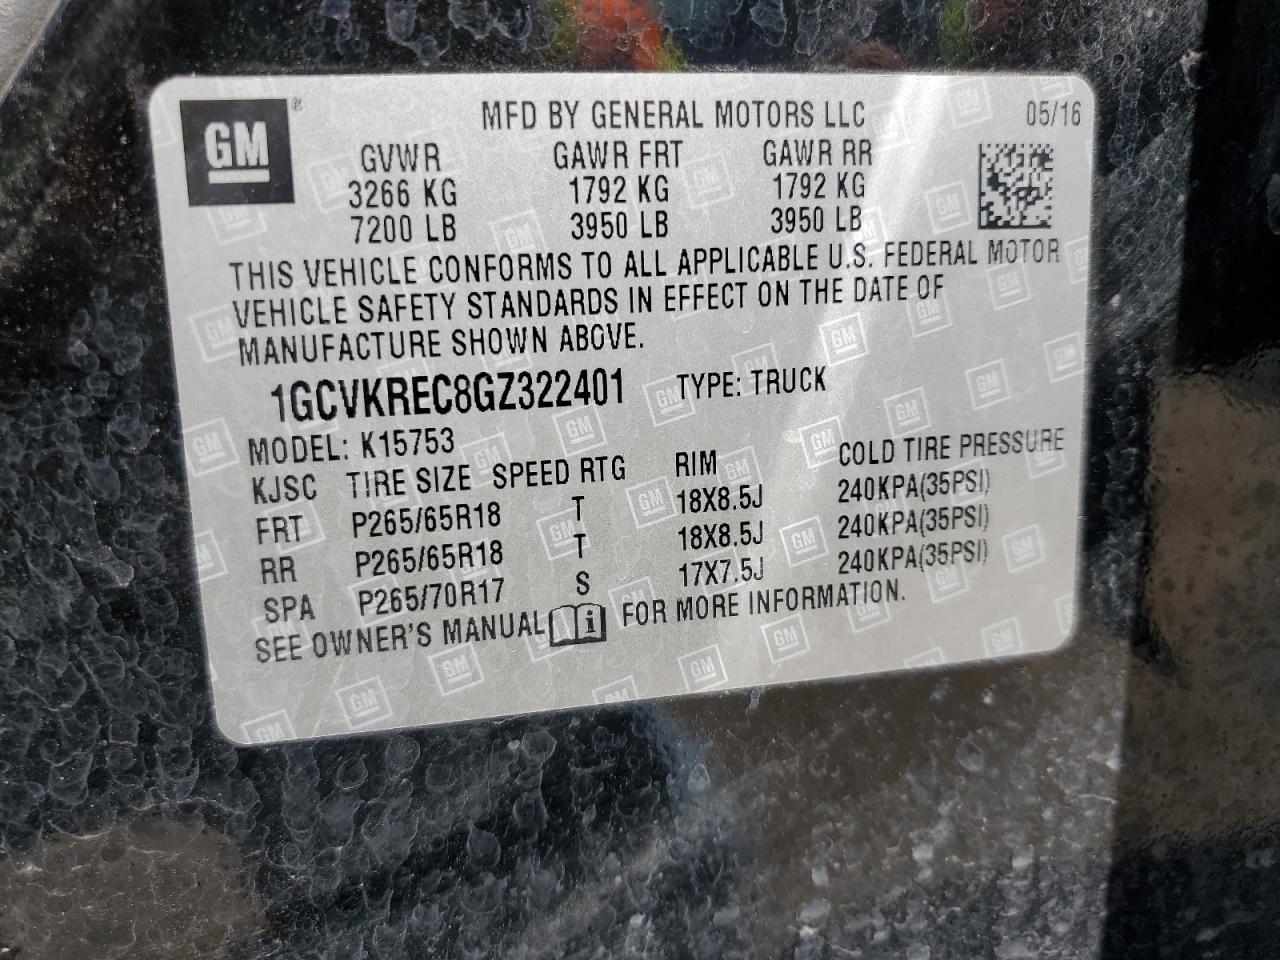 GM ® MFD BY GENERAL MOTORS LLC 05/16
GVWR GAWR FRT GAWR RR
3266 KG 1792 KG 1792 KG
7200 LB 3950 LB 3950 LB
THIS VEHICLE CONFORMS TO ALL APPLICABLE U.S. FEDERAL MOTOR
VEHICLE SAFETY STANDARDS IN EFFECT ON THE DATE OF
MANUFACTURE SHOWN ABOVE.
1GCVKREC8GZ322401 TYPE: TRUCK
MODEL: K15753
KJSC TIRE SIZE SPEED RTG RIM COLD TIRE PRESSURE
FRT P265/65R18 T 18X8.5J 240KPA(35PSI)
RR P265/65R18 T 18X8.5J 240KPA(35PSI)
SPA P265/70R17 S 17X7.5J 240KPA(35PSI)
SEE OWNER'S MANUAL i FOR MORE INFORMATION.